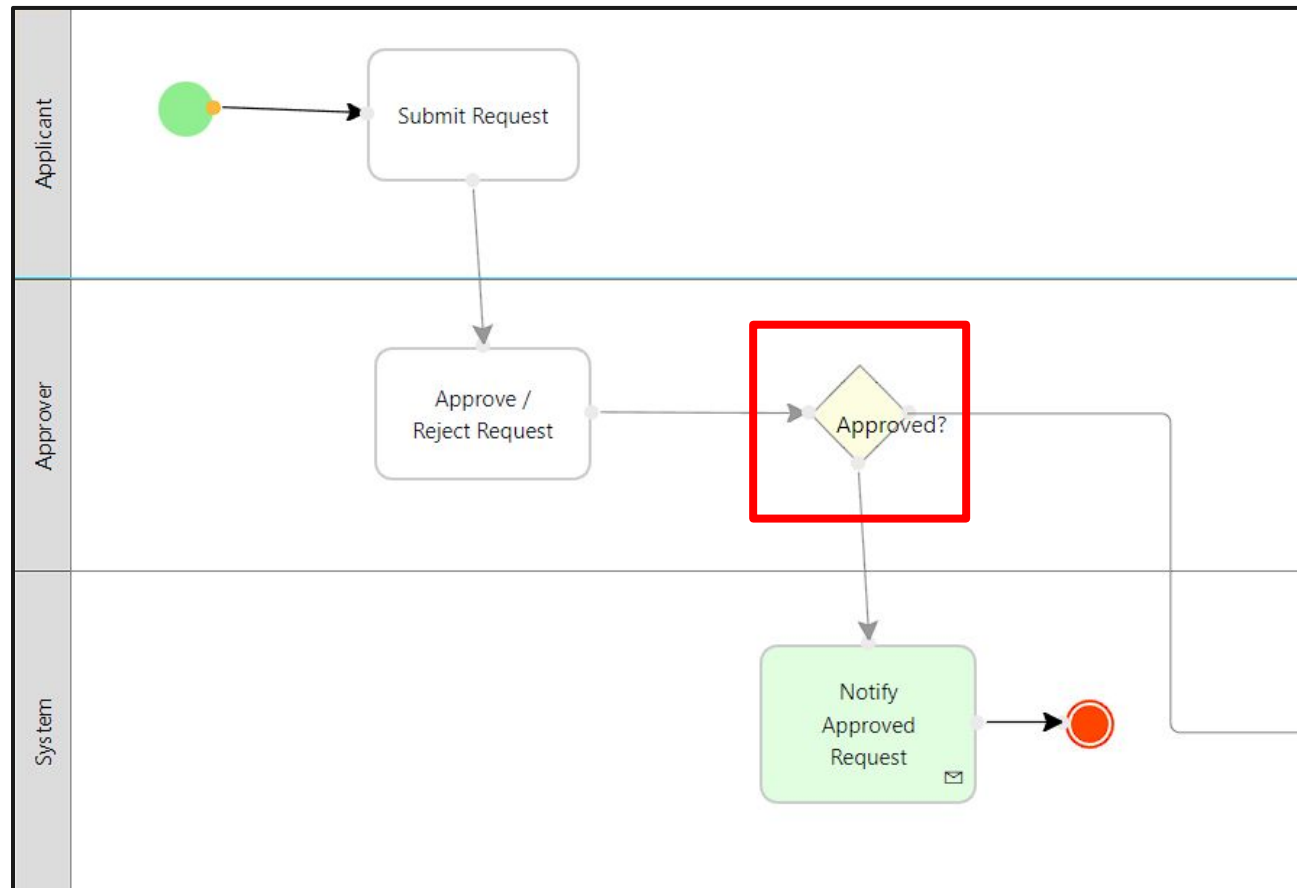 Applicant
Submit Request
Approver
Approve /
Reject Request
Approved?
System
Notify
Approved
Request